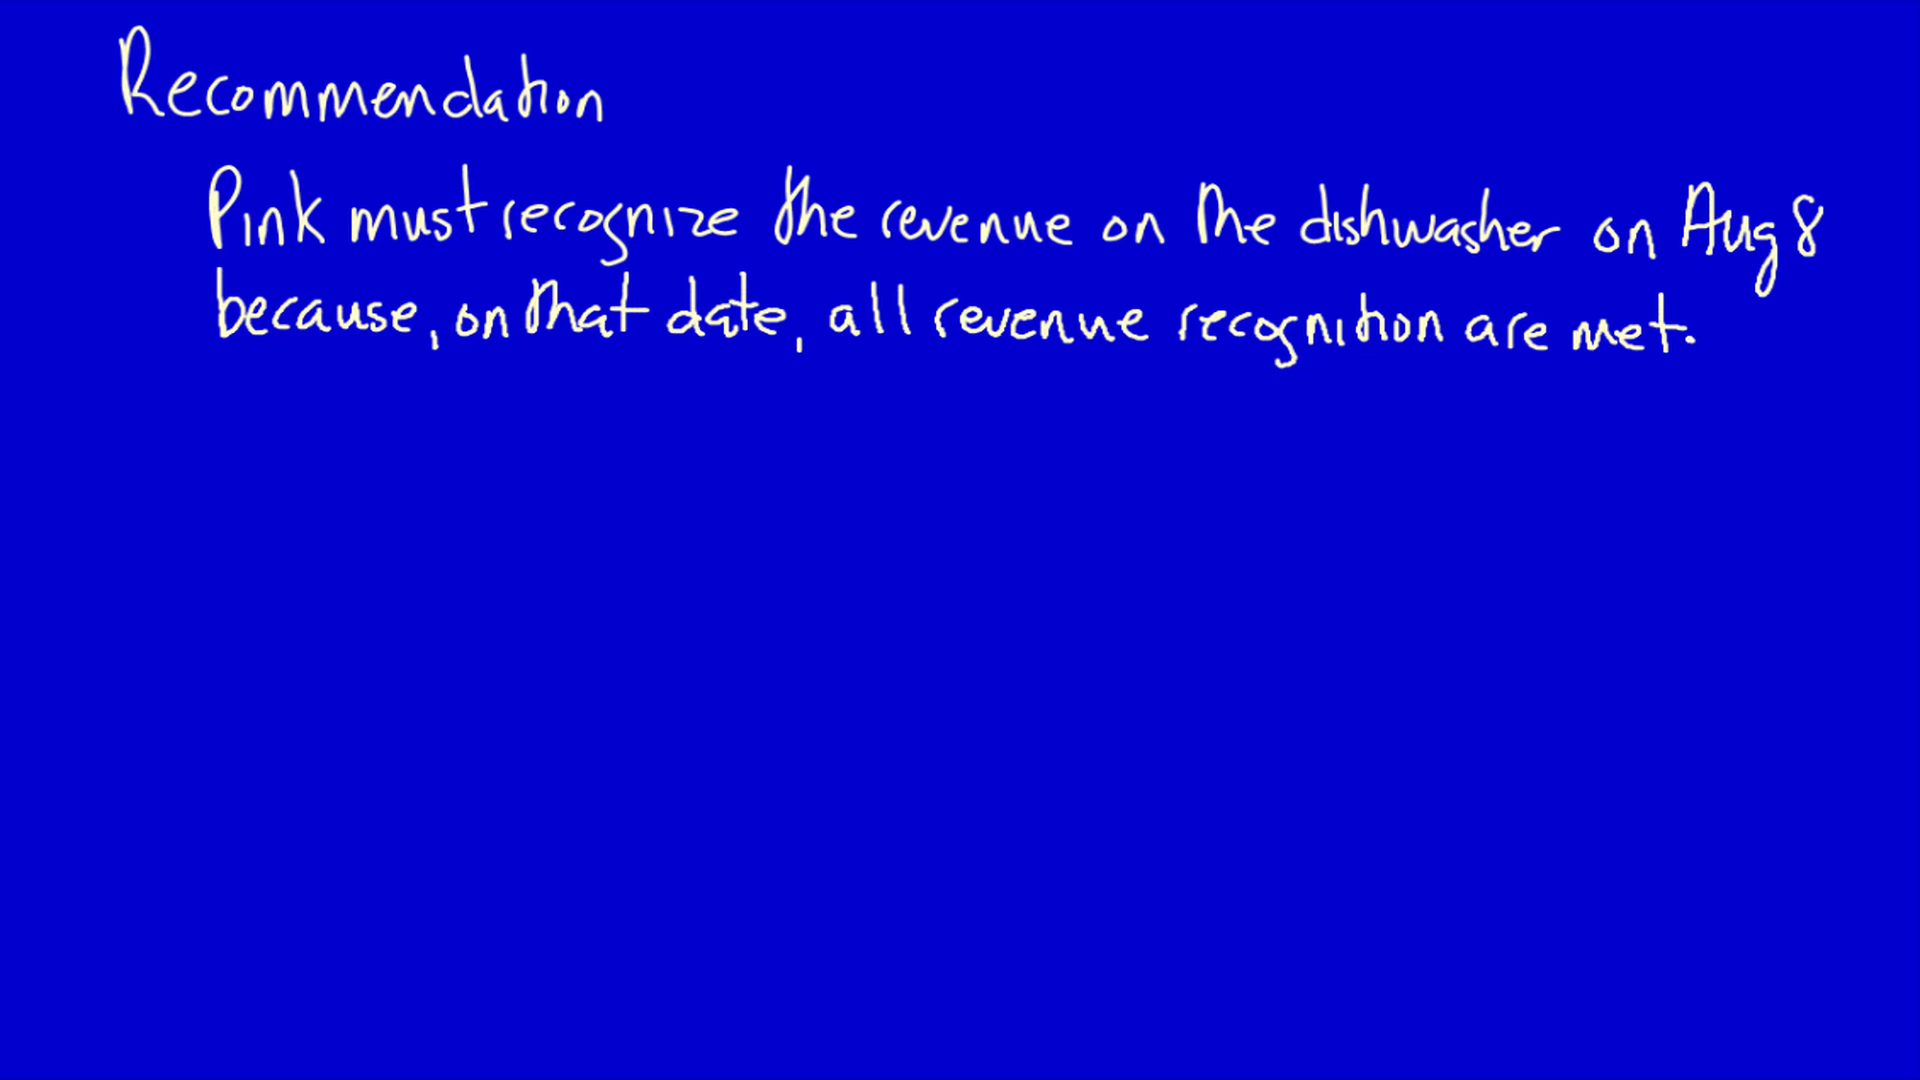 Recommendation
Pink must recognize the revenue on the dishwasher on Aug 8
because, on that date, all revenue recognition are met.